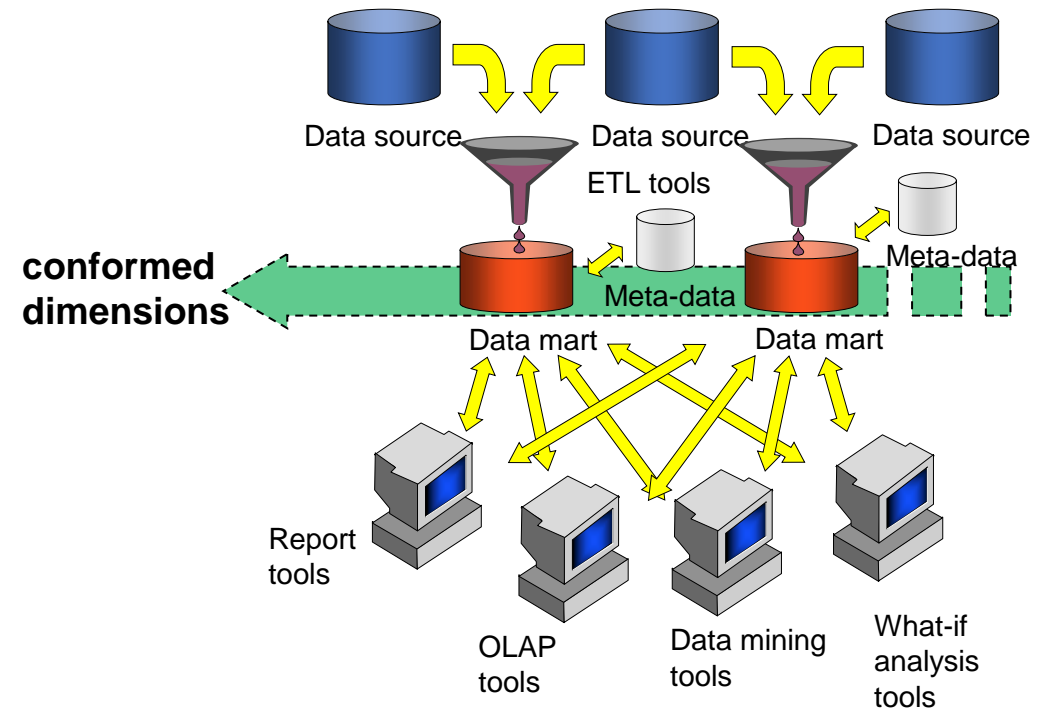 Data source
Data source
Data source
ETL tools
Meta-data
conformed
dimensions
Meta-data
Data mart
Data mart
Report
tools
OLAP
tools
Data mining
tools
What-if
analysis
tools